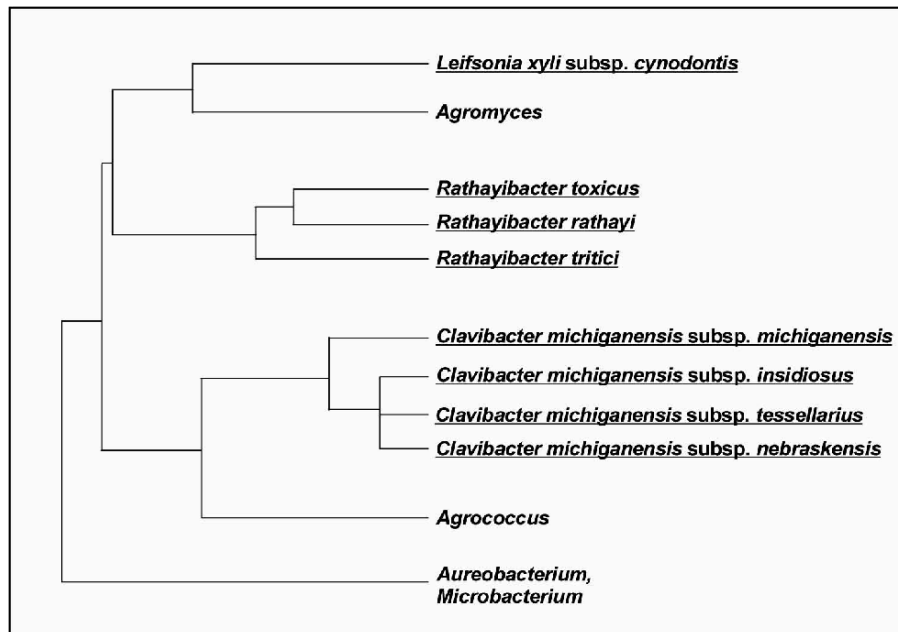 Leifsonia xyli subsp. cynodontis
Agromyces
Rathayibacter toxicus
Rathayibacter rathayi
Rathayibacter tritici
Clavibacter michiganensis subsp. michiganensis
Clavibacter michiganensis subsp. insidiosus
Clavibacter michiganensis subsp. tessellarius
Clavibacter michiganensis subsp. nebraskensis
Agrococcus
Aureobacterium,
Microbacterium